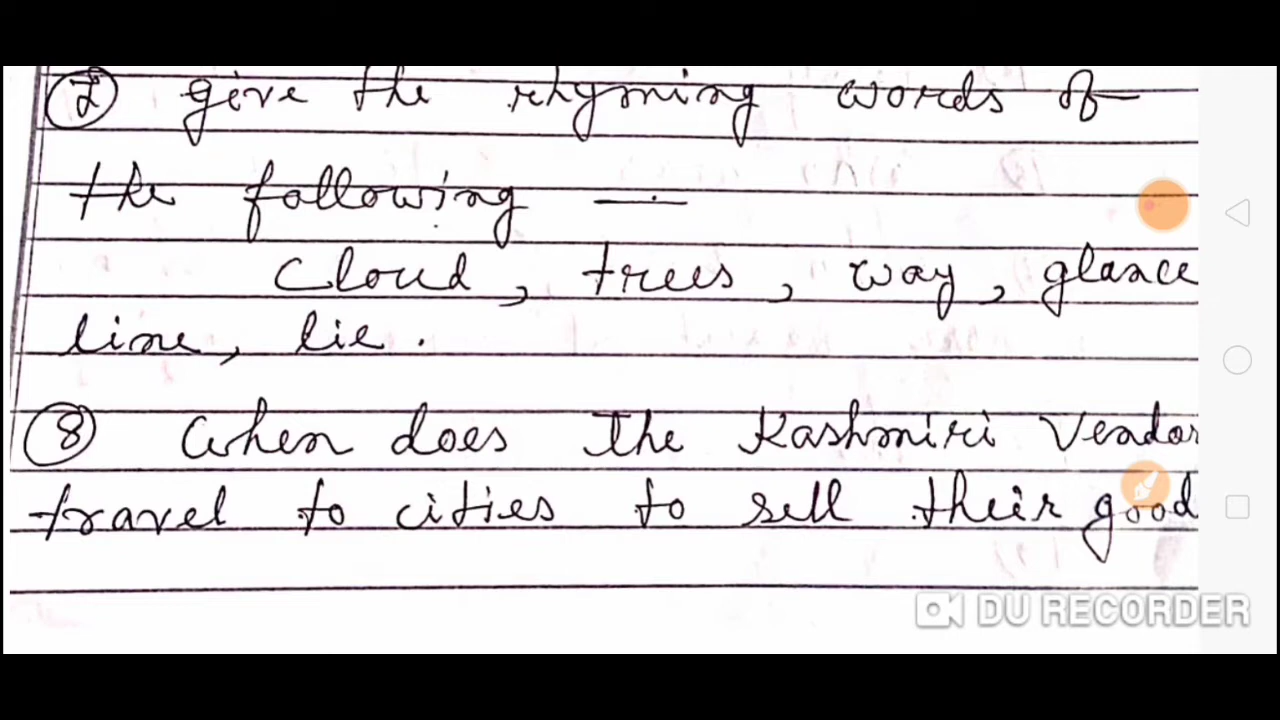 7 give the rhyming words of
the following —
Cloud, trees, way, glance
line, lie.
8 When does the Kashmiri Vendor
travel to cities to sell their good
DU RECORDER